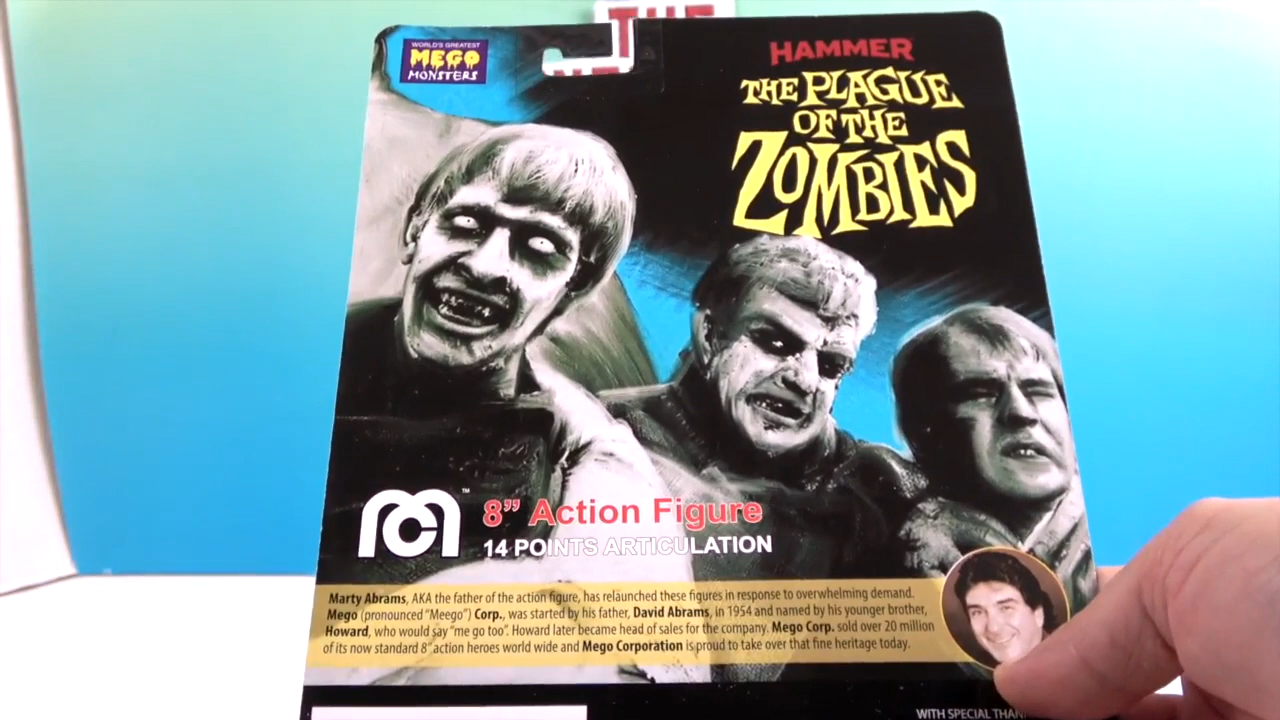 THE
WORLD'S GREATEST
MEGO
MONSTERS
HAMMER
THE PLAGUE
OF THE
ZOMBIES
TM
8” Action Figure
14 POINTS ARTICULATION
Marty Abrams, AKA the father of the action figure, has relaunched these figures in response to overwhelming demand.
Mego (pronounced “Meego”) Corp., was started by his father, David Abrams, in 1954 and named by his younger brother,
Howard, who would say “me go too”. Howard later became head of sales for the company. Mego Corp. sold over 20 million
of its now standard 8" action heroes world wide and Mego Corporation is proud to take over that fine heritage today.
WITH SPECIAL